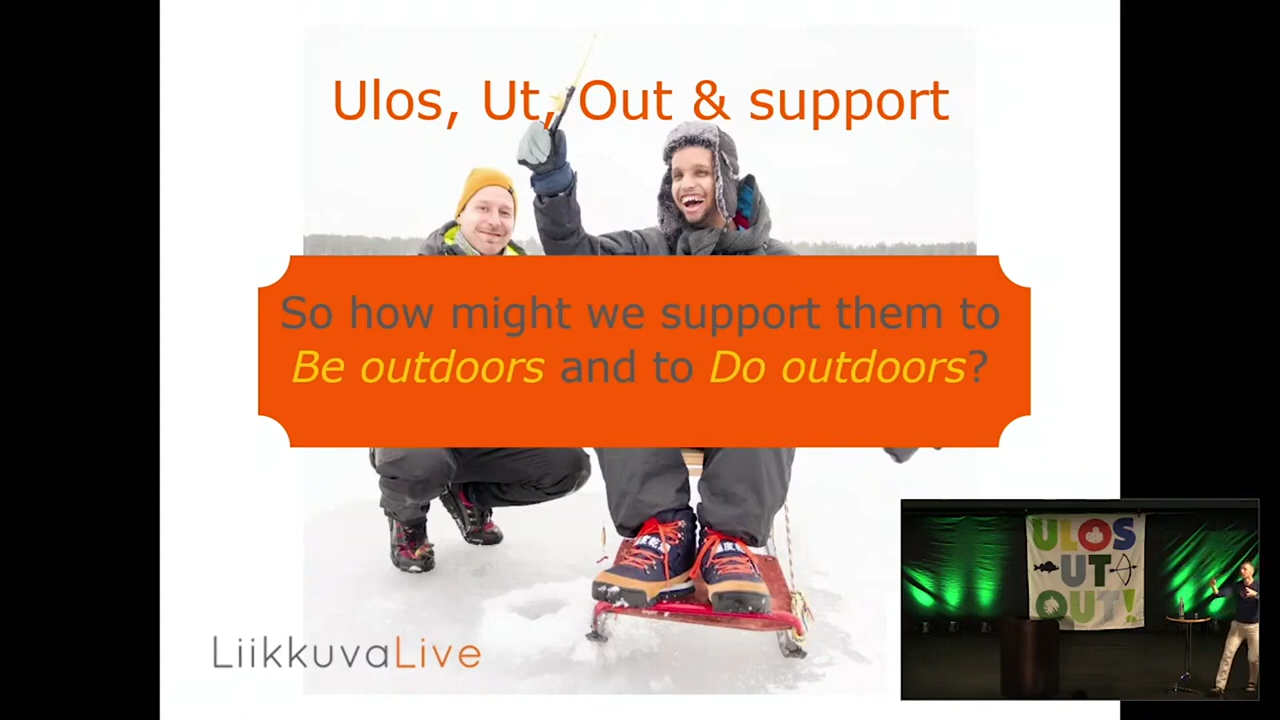 Ulos, Ut, Out & support
So how might we support them to
Be outdoors and to Do outdoors?
LiikkuvaLive
ULOS
UT
OUT!